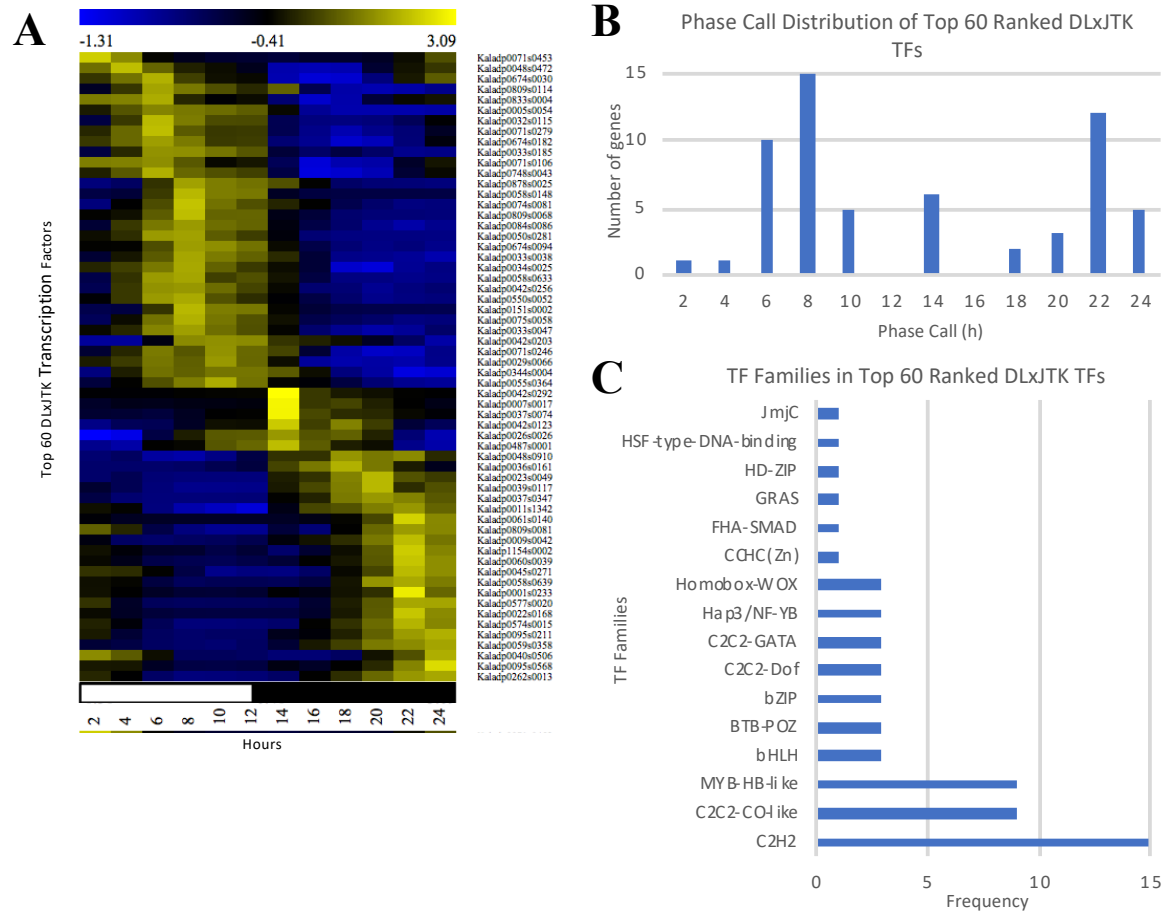 A
-1.31 -0.41 3.09
Kaladp0071s0453
Kaladp0048s0472
Kaladp0674s0030
Kaladp0809s0114
Kaladp0833s0004
Kaladp0005s0054
Kaladp0032s0115
Kaladp0071s0279
Kaladp0674s0182
Kaladp0033s0185
Kaladp0071s0106
Kaladp0748s0043
Kaladp0878s0025
Kaladp0058s0148
Kaladp0074s0081
Kaladp0809s0068
Kaladp0084s0086
Kaladp0050s0281
Kaladp0674s0094
Kaladp0033s0038
Kaladp0034s0025
Kaladp0058s0633
Kaladp0042s0256
Kaladp0550s0052
Kaladp0151s0002
Kaladp0075s0058
Kaladp0033s0047
Kaladp0042s0203
Kaladp0071s0246
Kaladp0029s0066
Kaladp0344s0004
Kaladp0055s0364
Kaladp0042s0292
Kaladp0007s0017
Kaladp0037s0074
Kaladp0042s0123
Kaladp0026s0026
Kaladp0487s0001
Kaladp0048s0910
Kaladp0036s0161
Kaladp0023s0049
Kaladp0039s0117
Kaladp0037s0347
Kaladp0011s1342
Kaladp0061s0140
Kaladp0809s0081
Kaladp0009s0042
Kaladp1154s0002
Kaladp0060s0039
Kaladp0045s0271
Kaladp0058s0639
Kaladp0001s0233
Kaladp0577s0020
Kaladp0022s0168
Kaladp0574s0015
Kaladp0095s0211
Kaladp0059s0358
Kaladp0040s0506
Kaladp0095s0568
Kaladp0262s0013
Top 60 DLxJTK Transcription Factors
2 4 6 8 10 12 14 16 18 20 22 24
Hours
B
Phase Call Distribution of Top 60 Ranked DLxJTK
TFs
15
10
5
0
Number of genes
2 4 6 8 10 12 14 16 18 20 22 24
Phase Call (h)
C
TF Families in Top 60 Ranked DLxJTK TFs
JmjC
HSF-type-DNA-binding
HD-ZIP
GRAS
FHA-SMAD
CCHC(Zn)
Homobox-WOX
Hap3/NF-YB
C2C2-GATA
C2C2-Dof
bZIP
BTB-POZ
bHLH
MYB-HB-like
C2C2-CO-like
C2H2
TF Families
0 5 10 15
Frequency